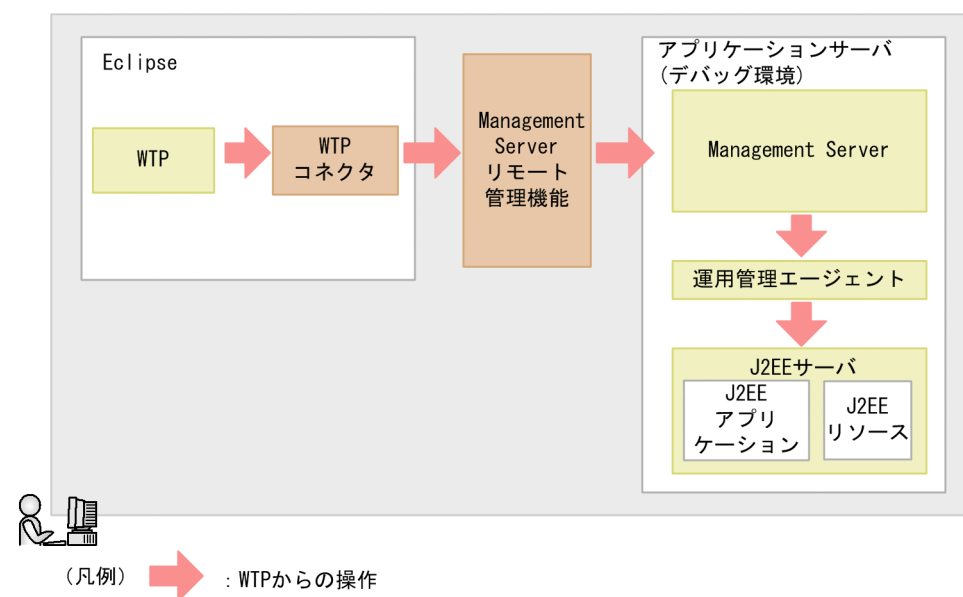 Eclipse
WTP
WTP
コネクタ
Management
Server
リモート
管理機能
アプリケーションサーバ
(デバッグ環境)
Management Server
運用管理エージェント
J2EEサーバ
J2EE
アプリ
ケーション
J2EE
リソース
(凡例)
:WTPからの操作